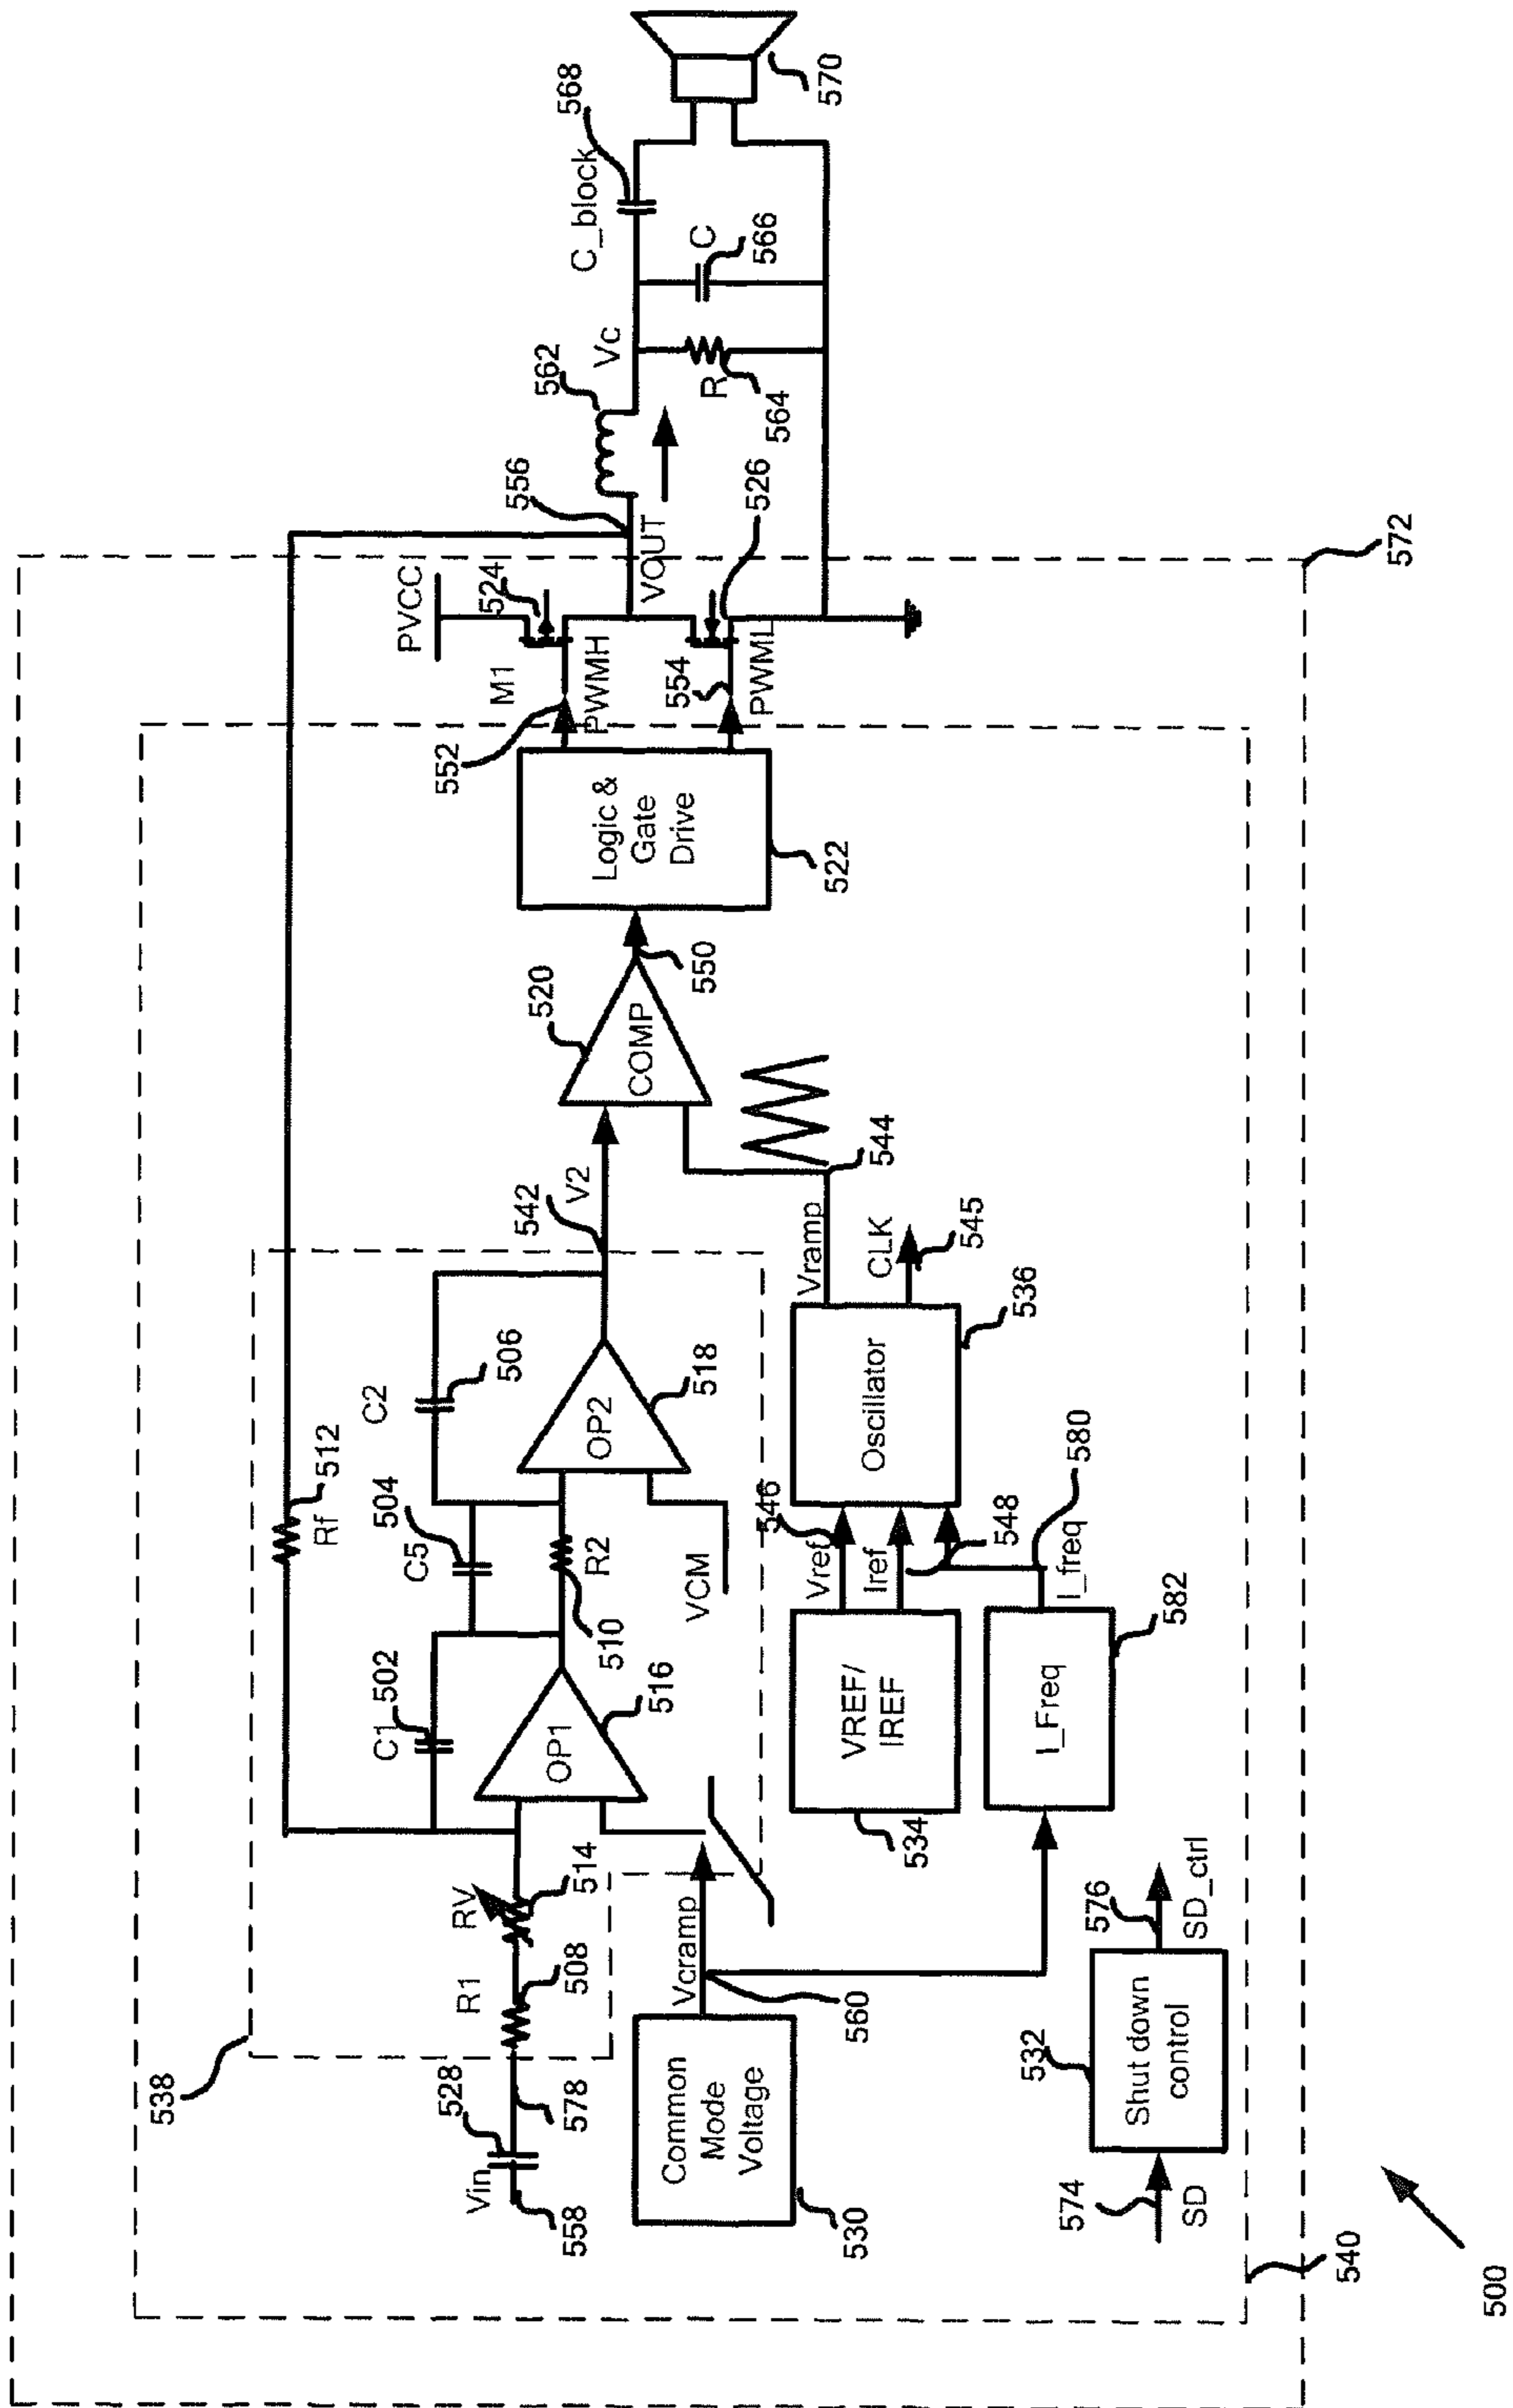 538
Vin
558
528
578
R1
508
RV
514
C1
502
OP1
516
Rf
512
C5
504
R2
510
C2
506
OP2
518
VCM
542
V2
520
COMP
550
Logic &
Gate
Drive
522
552
PVCC
M1
524
PWMH
554
PWML
526
VOUT
556
562
Vc
R
564
C
566
C_block
568
570
572
Common
Mode
Voltage
530
Vcramp
560
VREF/
IREF
534
Vref
546
Iref
548
I_Freq
582
I_freq
580
Oscillator
536
Vramp
544
CLK
545
574
SD
Shut down
control
532
576
SD_ctrl
540
500